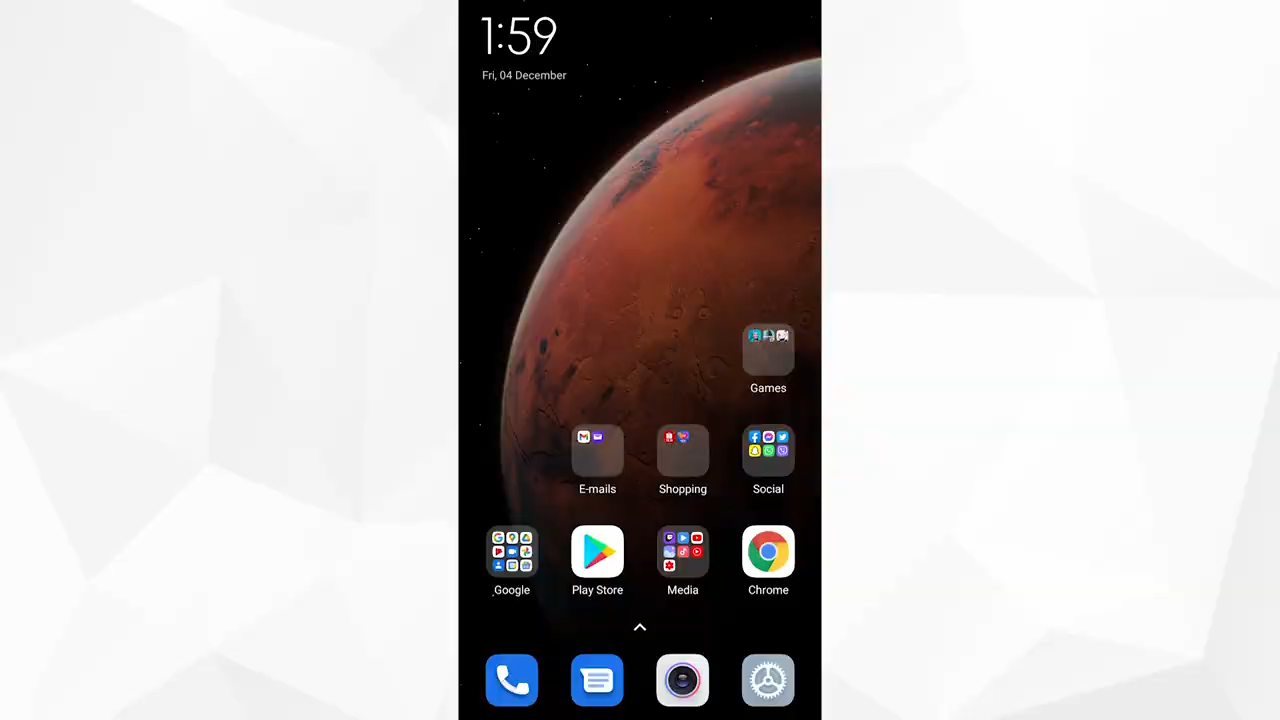 1:59
Fri, 04 December
Games
E-mails
Shopping
Social
Google
Play Store
Media
Chrome